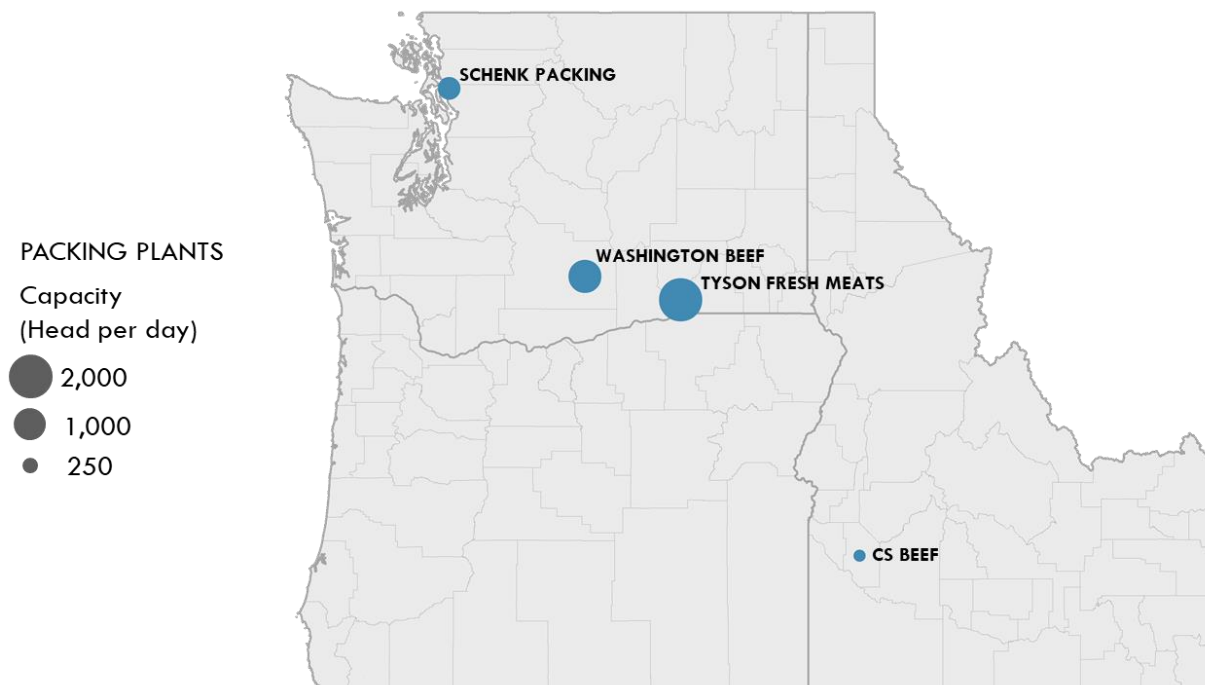 SCHENK PACKING
WASHINGTON BEEF
TYSON FRESH MEATS
PACKING PLANTS
Capacity
(Head per day)
2,000
1,000
250
CS BEEF